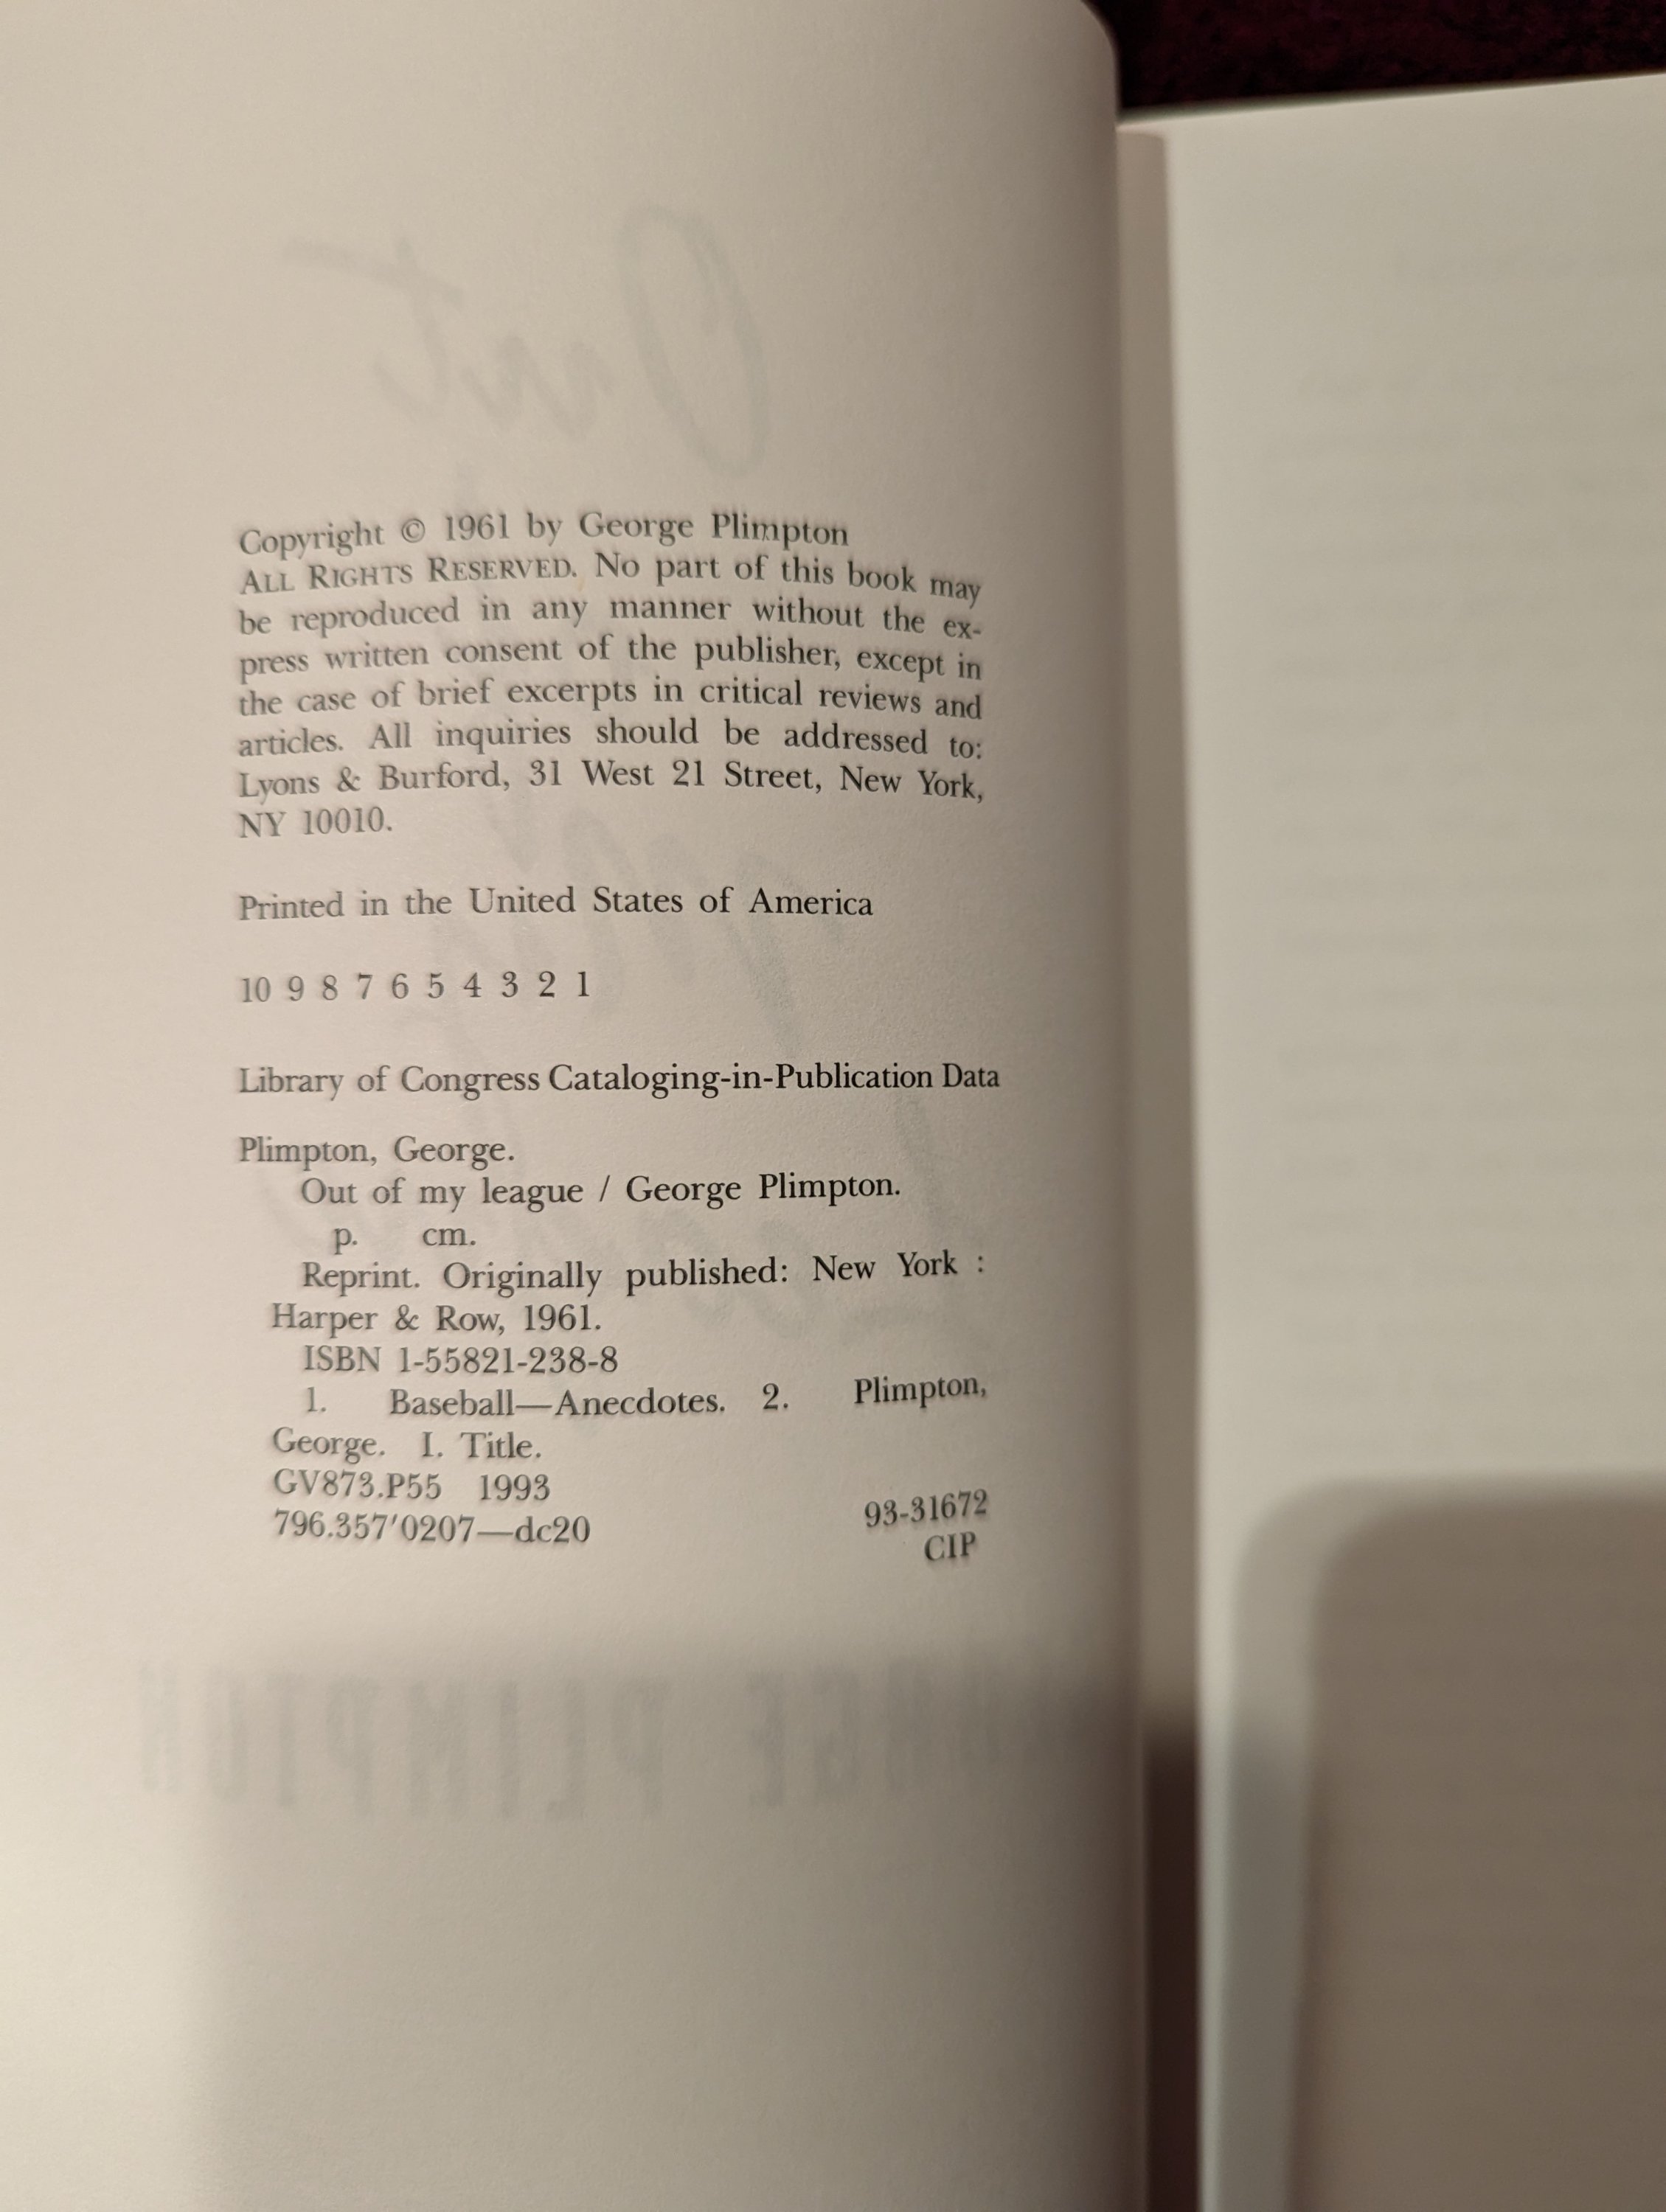 Copyright © 1961 by George Plimpton
ALL RIGHTS RESERVED. No part of this book may
be reproduced in any manner without the ex-
press written consent of the publisher, except in
the case of brief excerpts in critical reviews and
articles. All inquiries should be addressed to:
Lyons & Burford, 31 West 21 Street, New York,
NY 10010.
Printed in the United States of America
10 9 8 7 6 5 4 3 2 1
Library of Congress Cataloging-in-Publication Data
Plimpton, George.
Out of my league / George Plimpton.
p. cm.
Reprint. Originally published: New York :
Harper & Row, 1961.
ISBN 1-55821-238-8
1. Baseball—Anecdotes. 2. Plimpton,
George. I. Title.
GV873.P55 1993
796.357'0207—dc20 93-31672
CIP